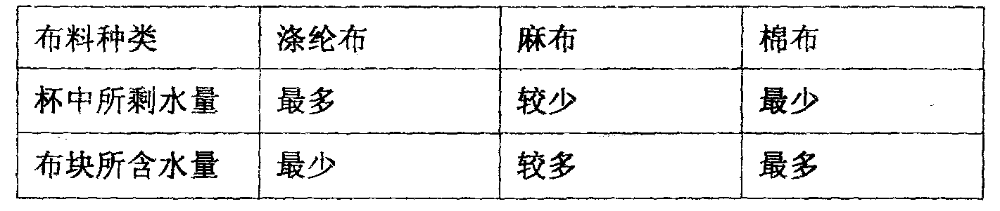 布料种类 涤纶布 麻布 棉布
杯中所剩水量 最多 较少 最少
布块所含水量 最少 较多 最多